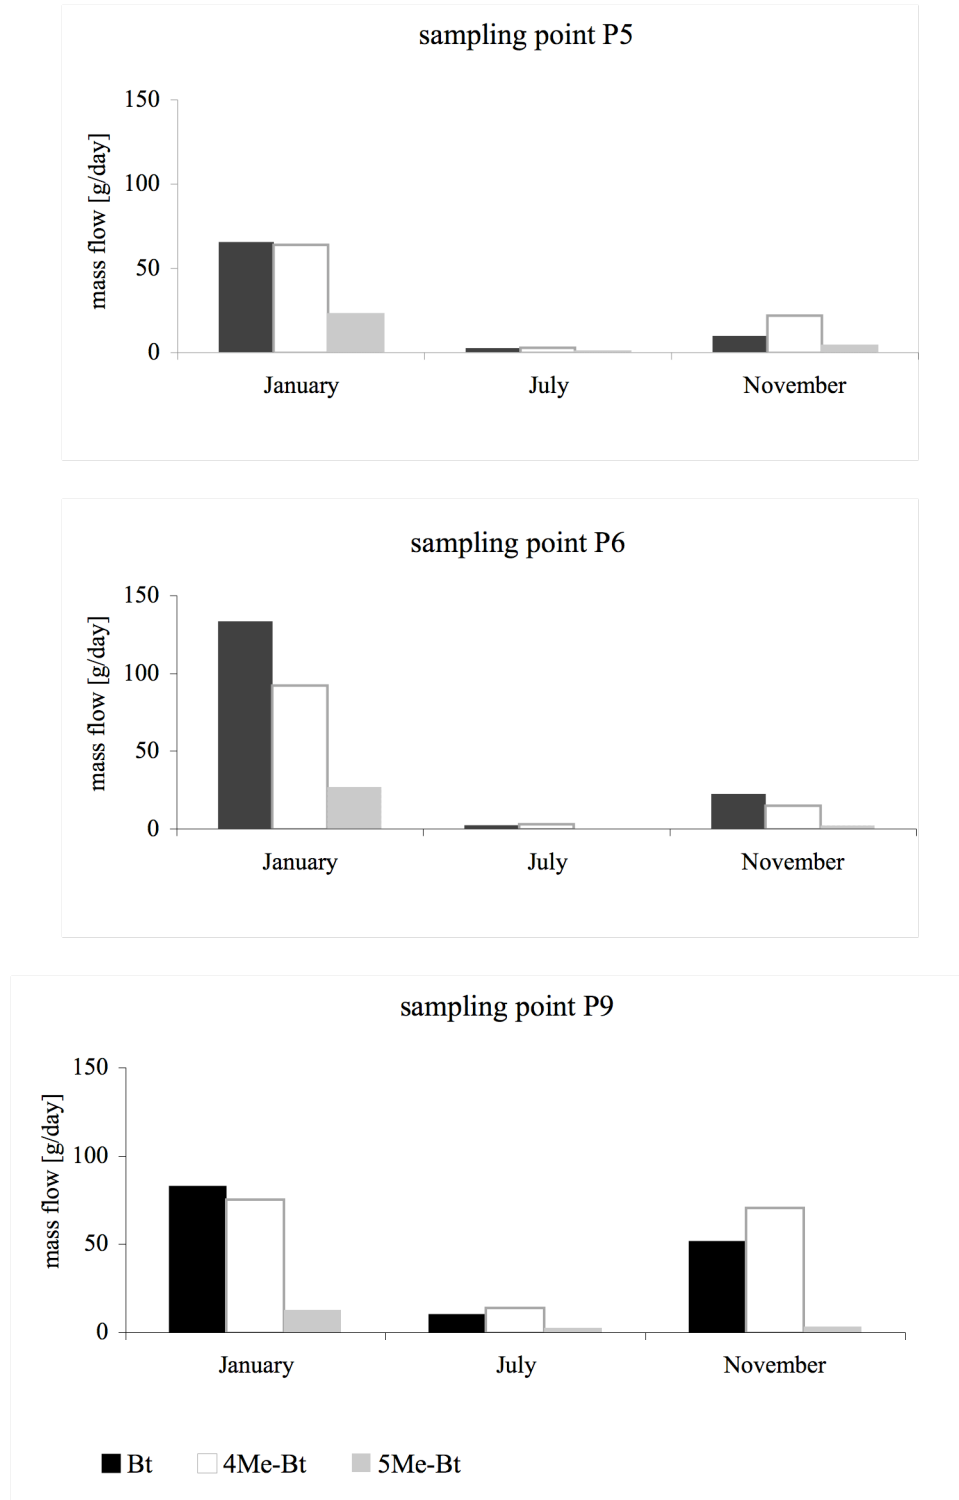 sampling point P5
mass flow [g/day]
150
100
50
0
January July November
sampling point P6
mass flow [g/day]
150
100
50
0
January July November
sampling point P9
mass flow [g/day]
150
100
50
0
January July November
Bt 4Me-Bt 5Me-Bt